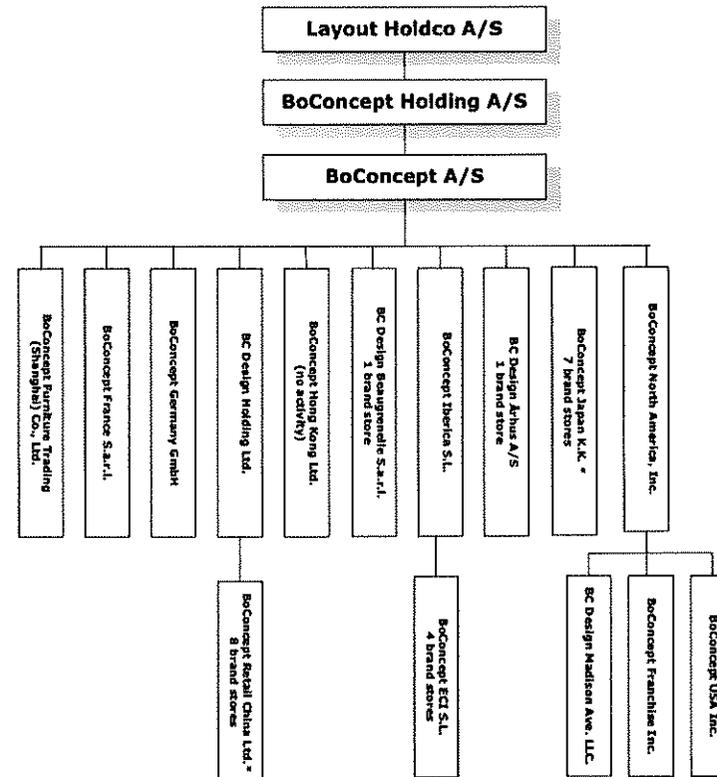 Layout Holdco A/S
BoConcept Holding A/S
BoConcept A/S
BoConcept Furniture Trading
(Shanghai) Co., Ltd.
BoConcept France S.a.r.l.
BoConcept Germany GmbH
BC Design Holding Ltd.
BoConcept Hong Kong Ltd.
(no activity)
BC Design Beaugrenelle S.a.r.l.
1 brand store
BoConcept Iberica S.L.
BC Design Århus A/S
1 brand store
BoConcept Japan K.K. *
7 brand stores
BoConcept North America, Inc.
BoConcept Retail China Ltd.*
8 brand stores
BoConcept ECI S.L.
4 brand stores
BC Design Madison Ave. LLC.
BoConcept Franchise Inc.
BoConcept USA Inc.